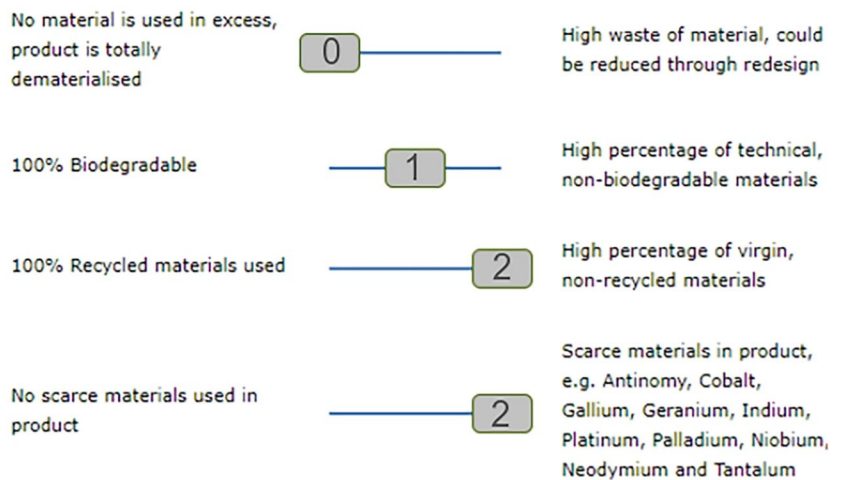 No material is used in excess,
product is totally
dematerialised
0
High waste of material, could
be reduced through redesign
100% Biodegradable
1
High percentage of technical,
non-biodegradable materials
100% Recycled materials used
2
High percentage of virgin,
non-recycled materials
No scarce materials used in
product
2
Scarce materials in product,
e.g. Antinomy, Cobalt,
Gallium, Geranium, Indium,
Platinum, Palladium, Niobium,
Neodymium and Tantalum